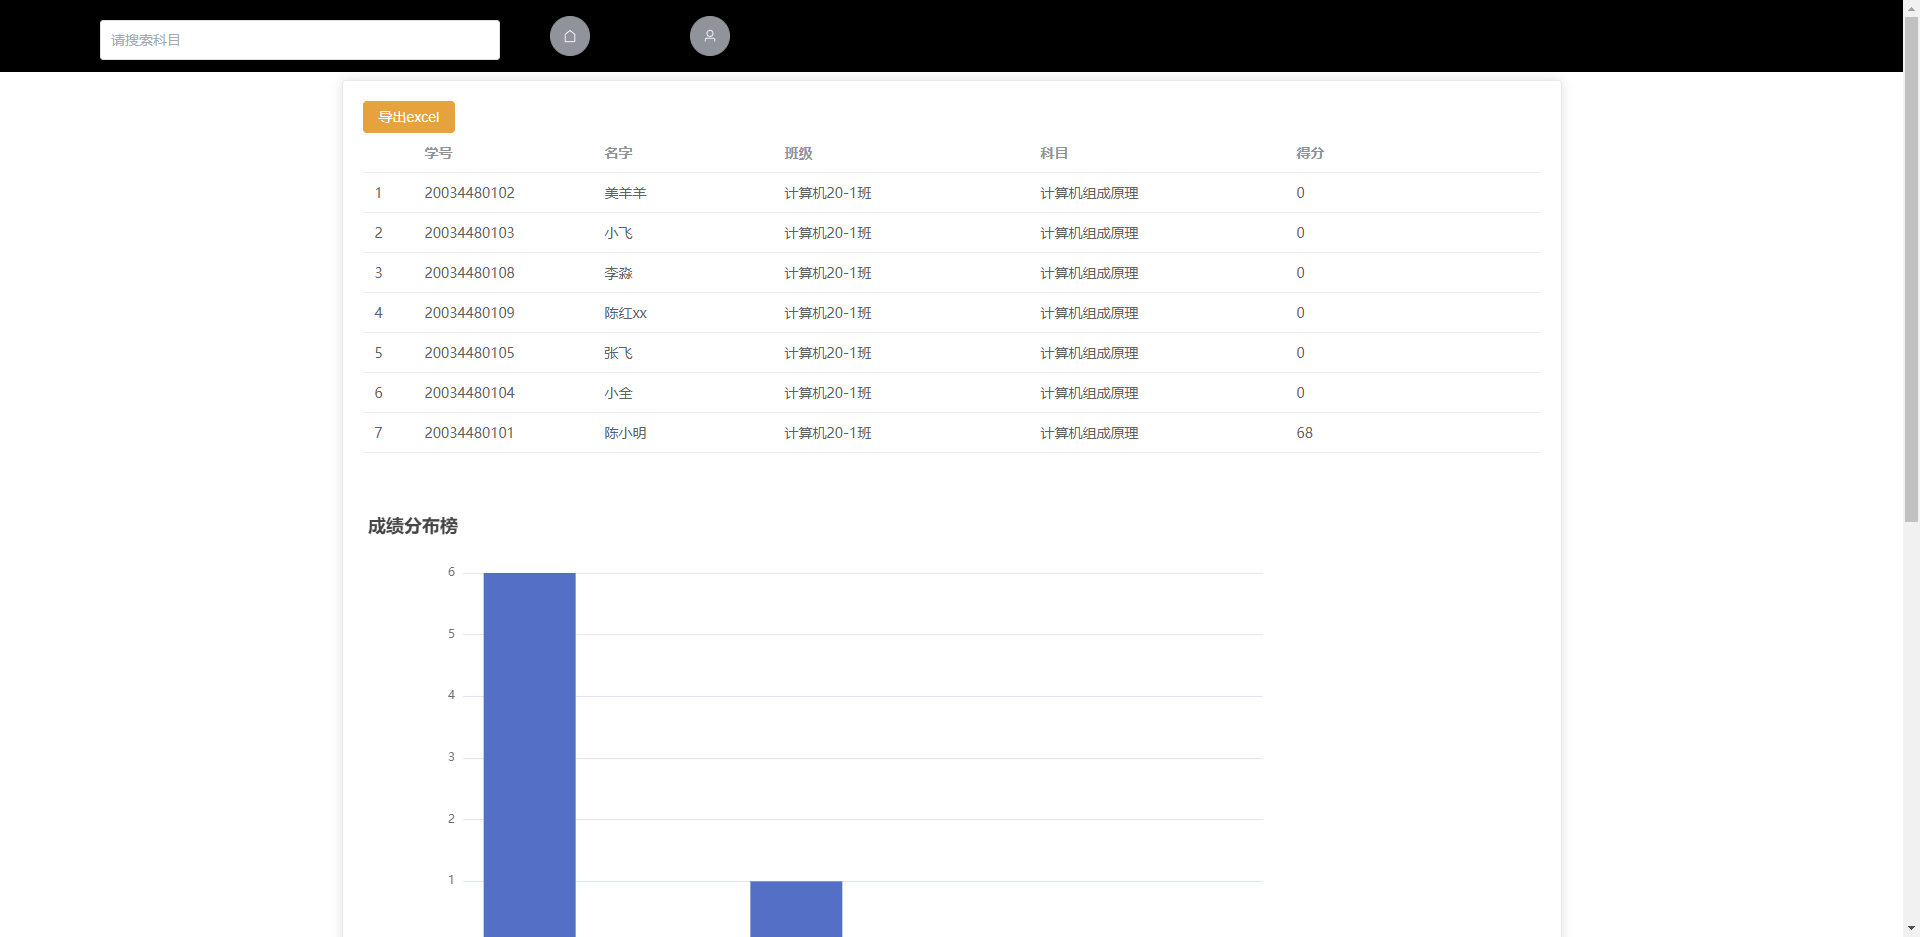 请搜索科目
导出excel
学号 名字 班级 科目 得分
1 20034480102 美羊羊 计算机20-1班 计算机组成原理 0
2 20034480103 小飞 计算机20-1班 计算机组成原理 0
3 20034480108 李淼 计算机20-1班 计算机组成原理 0
4 20034480109 陈红xx 计算机20-1班 计算机组成原理 0
5 20034480105 张飞 计算机20-1班 计算机组成原理 0
6 20034480104 小全 计算机20-1班 计算机组成原理 0
7 20034480101 陈小明 计算机20-1班 计算机组成原理 68
成绩分布榜
6
5
4
3
2
1